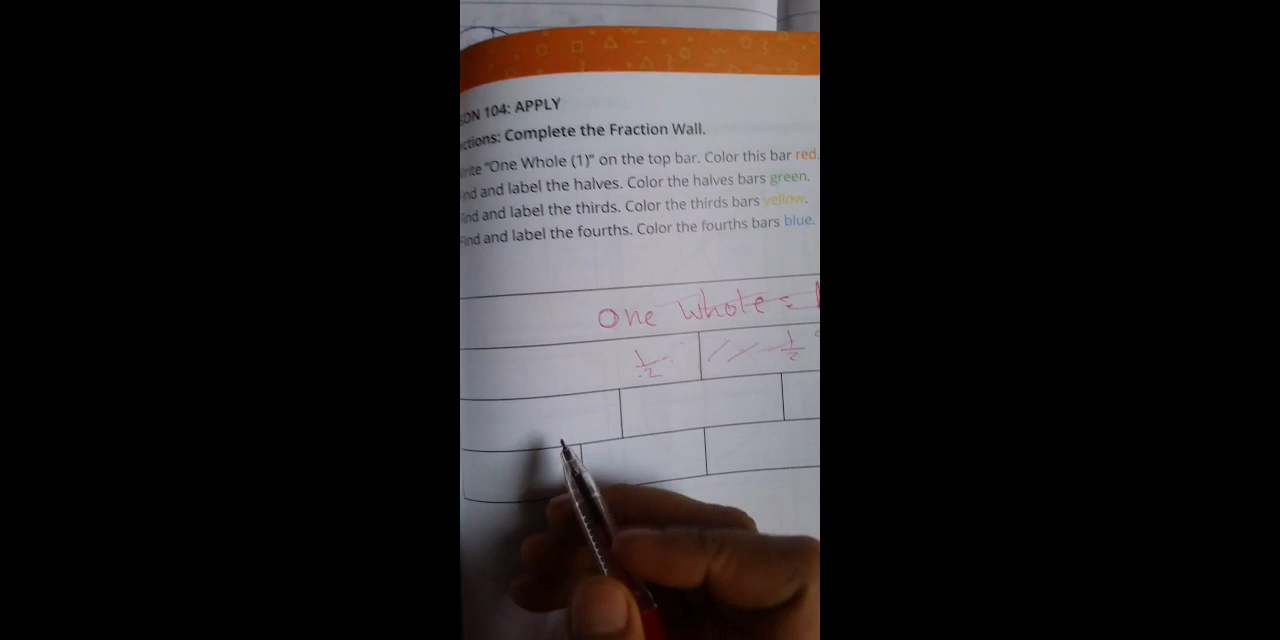 ON 104: APPLY
ctions: Complete the Fraction Wall.
rite "One Whole (1)" on the top bar. Color this bar red.
ind and label the halves. Color the halves bars green.
ind and label the thirds. Color the thirds bars yellow.
Find and label the fourths. Color the fourths bars blue.
One Whole =
1/2 1/2